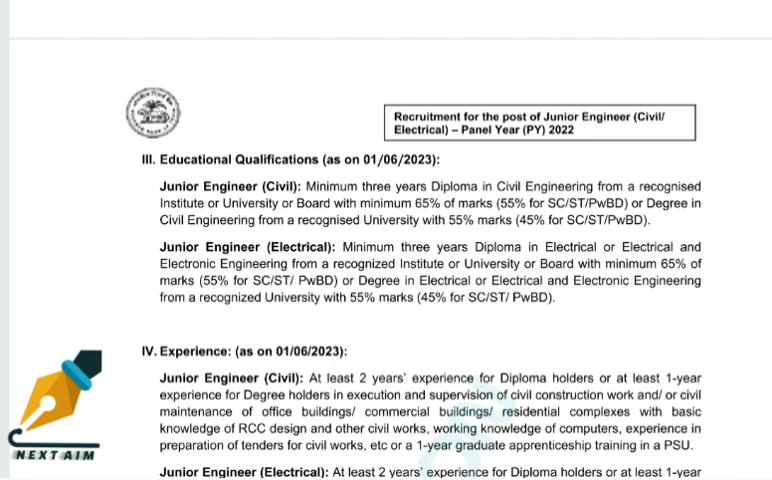 Recruitment for the post of Junior Engineer (Civil/
Electrical) – Panel Year (PY) 2022
III. Educational Qualifications (as on 01/06/2023):
Junior Engineer (Civil): Minimum three years Diploma in Civil Engineering from a recognised
Institute or University or Board with minimum 65% of marks (55% for SC/ST/PwBD) or Degree in
Civil Engineering from a recognised University with 55% marks (45% for SC/ST/PwBD).
Junior Engineer (Electrical): Minimum three years Diploma in Electrical or Electrical and
Electronic Engineering from a recognized Institute or University or Board with minimum 65% of
marks (55% for SC/ST/ PwBD) or Degree in Electrical or Electrical and Electronic Engineering
from a recognized University with 55% marks (45% for SC/ST/ PwBD).
IV. Experience: (as on 01/06/2023):
Junior Engineer (Civil): At least 2 years' experience for Diploma holders or at least 1-year
experience for Degree holders in execution and supervision of civil construction work and/ or civil
maintenance of office buildings/ commercial buildings/ residential complexes with basic
knowledge of RCC design and other civil works, working knowledge of computers, experience in
preparation of tenders for civil works, etc or a 1-year graduate apprenticeship training in a PSU.
NEXT AIM
Junior Engineer (Electrical): At least 2 years' experience for Diploma holders or at least 1-year